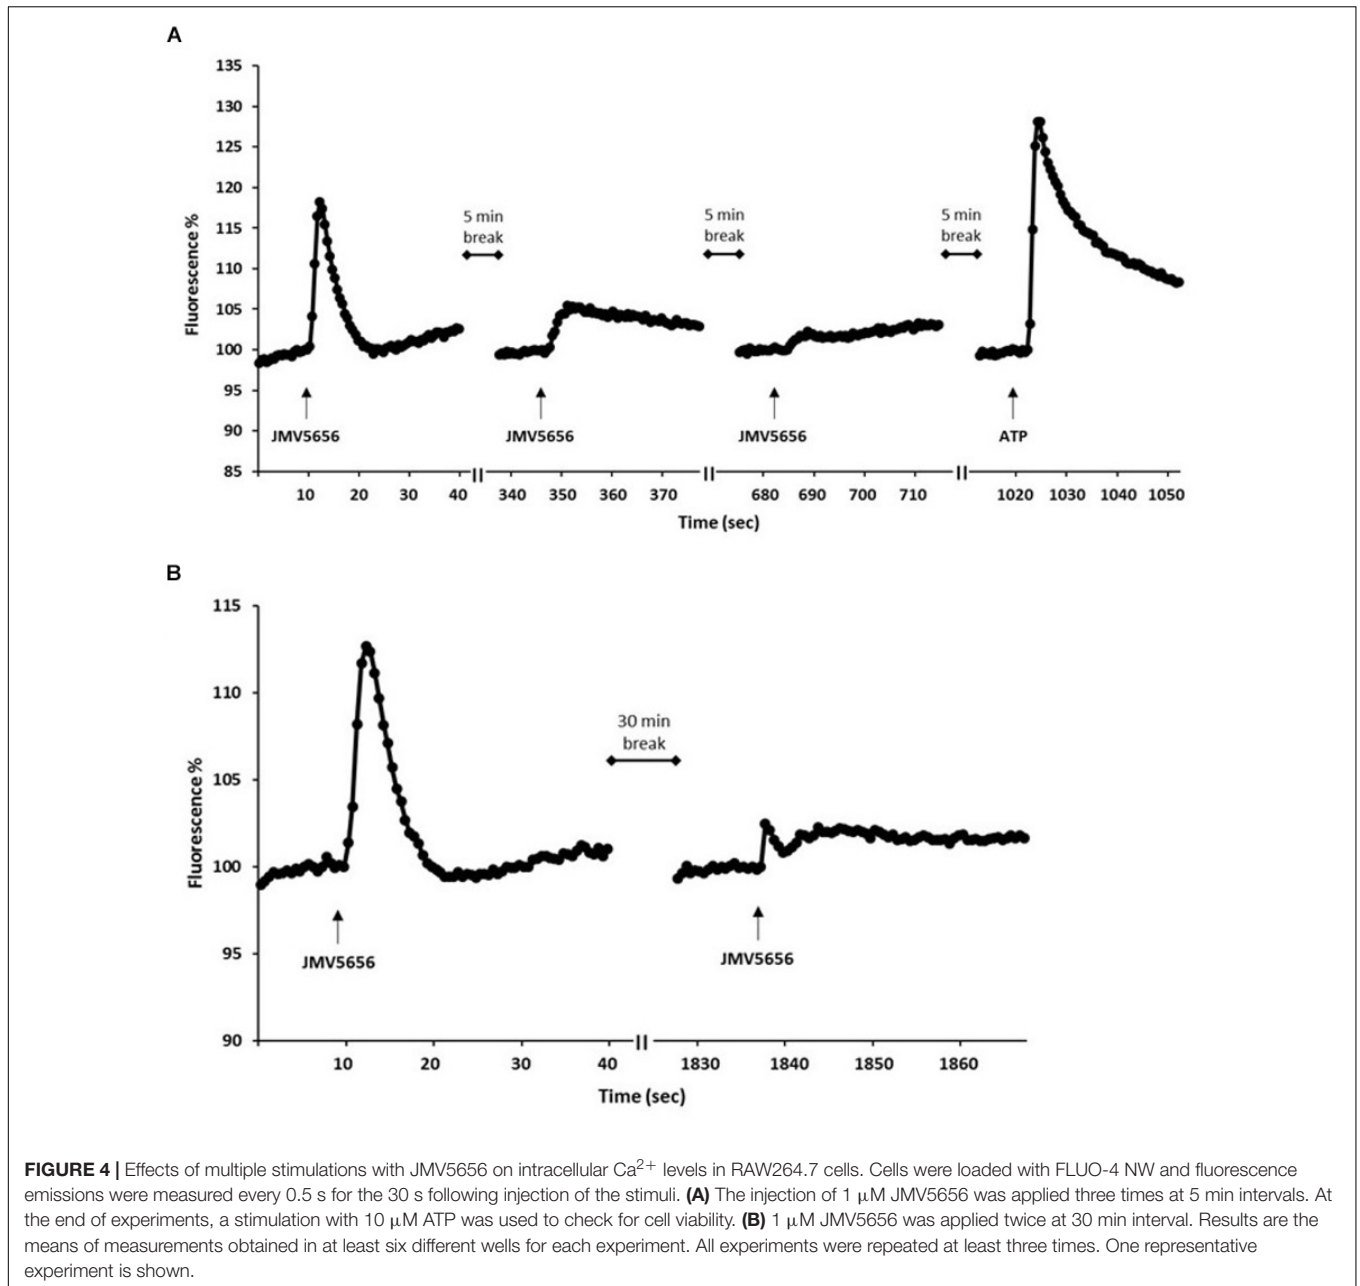 A
135
130
125
120
115
110
105
100
95
90
85
Fluorescence %
5 min
break
5 min
break
5 min
break
JMV5656
JMV5656
JMV5656
ATP
10 20 30 40 340 350 360 370 680 690 700 710 1020 1030 1040 1050
Time (sec)
B
115
110
105
100
95
90
Fluorescence %
30 min
break
JMV5656
JMV5656
10 20 30 40 1830 1840 1850 1860
Time (sec)
FIGURE 4 | Effects of multiple stimulations with JMV5656 on intracellular Ca²⁺ levels in RAW264.7 cells. Cells were loaded with FLUO-4 NW and fluorescence
emissions were measured every 0.5 s for the 30 s following injection of the stimuli. (A) The injection of 1 μM JMV5656 was applied three times at 5 min intervals. At
the end of experiments, a stimulation with 10 μM ATP was used to check for cell viability. (B) 1 μM JMV5656 was applied twice at 30 min interval. Results are the
means of measurements obtained in at least six different wells for each experiment. All experiments were repeated at least three times. One representative
experiment is shown.